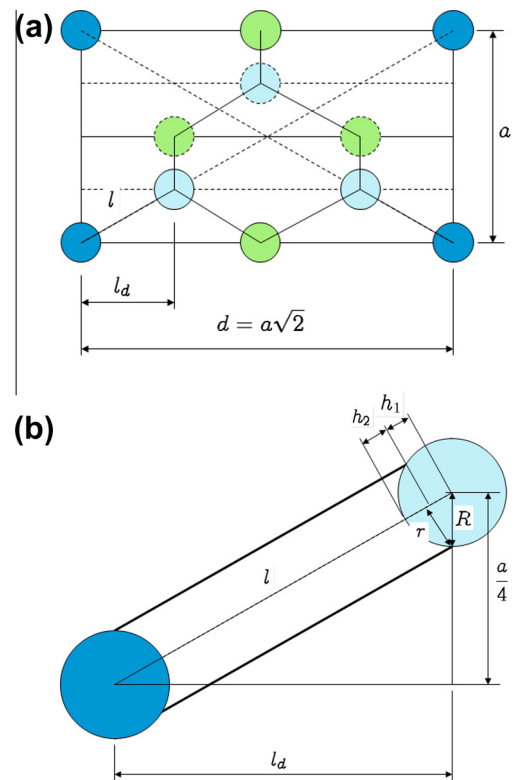 (a)
a
l
l_d
d = a√2
(b)
h_1
h_2
r
R
l
a/4
l_d